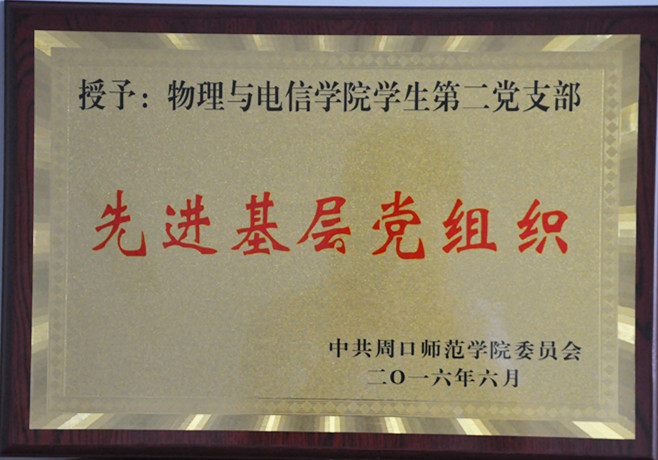 授予：物理与电信学院学生第二党支部
先进基层党组织
中共周口师范学院委员会
二〇一六年六月